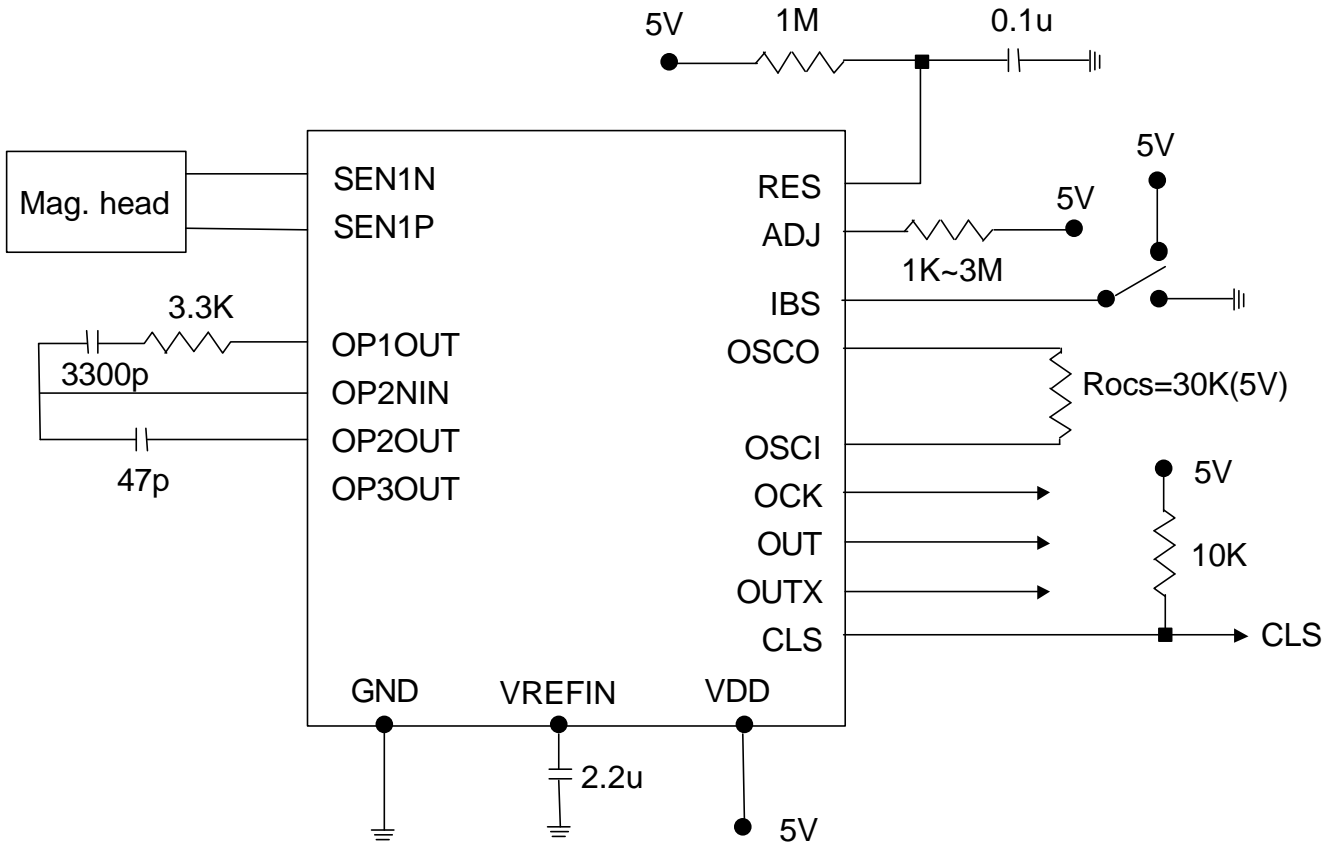 5V
1M
0.1u
Mag. head
SEN1N
SEN1P
RES
ADJ
5V
1K~3M
5V
IBS
3.3K
3300p
OP1OUT
OP2NIN
OP2OUT
47p
OP3OUT
OSCO
Rocs=30K(5V)
OSCI
OCK
OUT
OUTX
CLS
5V
10K
CLS
GND
VREFIN
VDD
2.2u
5V